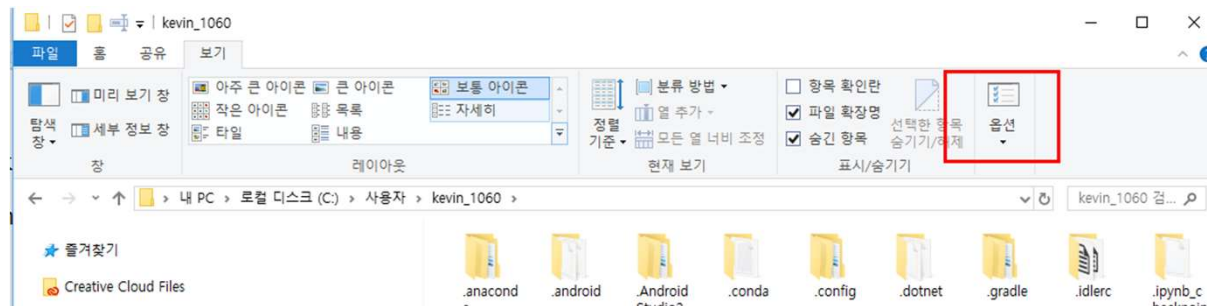 kevin_1060
파일 홈 공유 보기
미리 보기 창
세부 정보 창
탐색
창
아주 큰 아이콘 큰 아이콘 보통 아이콘
작은 아이콘 목록 자세히
타일 내용
정렬
기준
분류 방법
열 추가
모든 열 너비 조정
항목 확인란
파일 확장명
숨긴 항목
선택한 항목
숨기기/해제
옵션
창 레이아웃 현재 보기 표시/숨기기
내 PC > 로컬 디스크 (C:) > 사용자 > kevin_1060 >
kevin_1060 검...
즐겨찾기
Creative Cloud Files
.anacond .android .Android .conda .config .dotnet .gradle .idlerc .ipynb_c